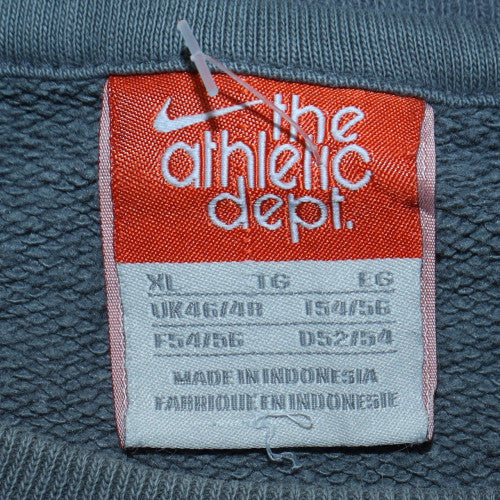 the
athletic
dept.
XL TG EG
UK46/48 I54/56
F54/56 D52/54
MADE IN INDONESIA
FABRIQUE EN INDONESIE